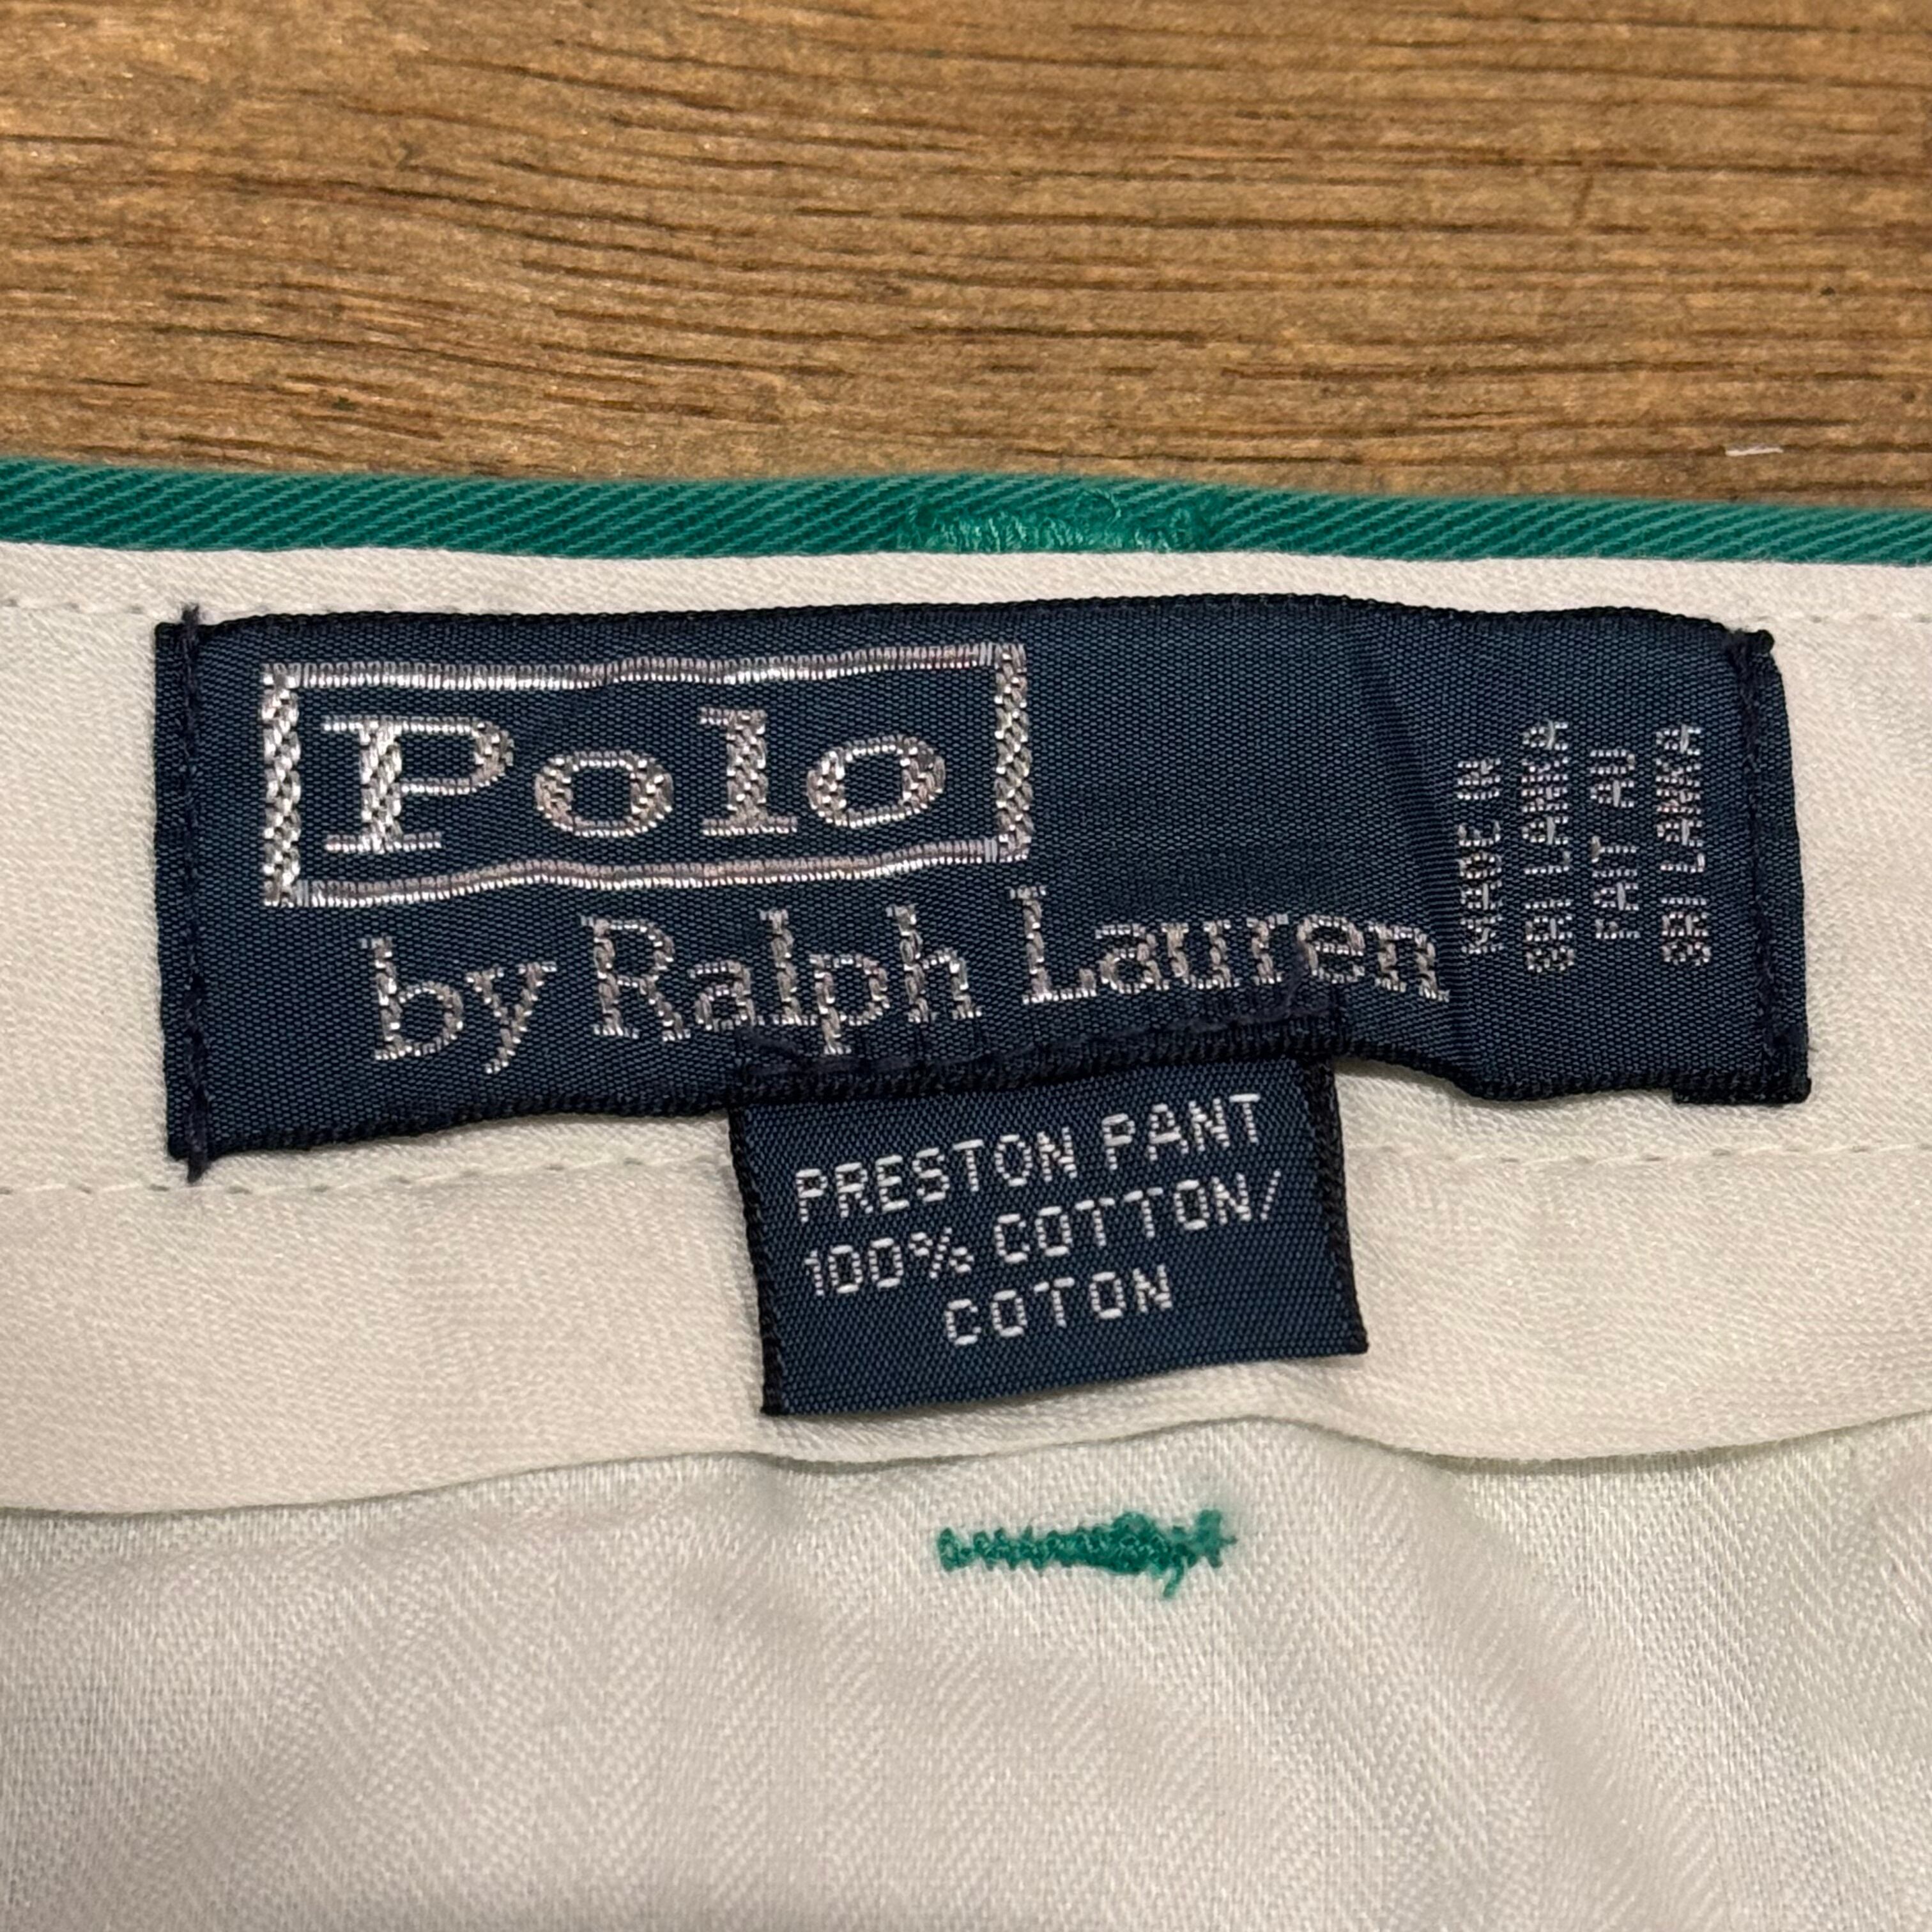 Polo
by Ralph Lauren
MADE IN
SRI LANKA
FAIT AU
SRI LANKA
PRESTON PANT
100% COTTON/
COTON